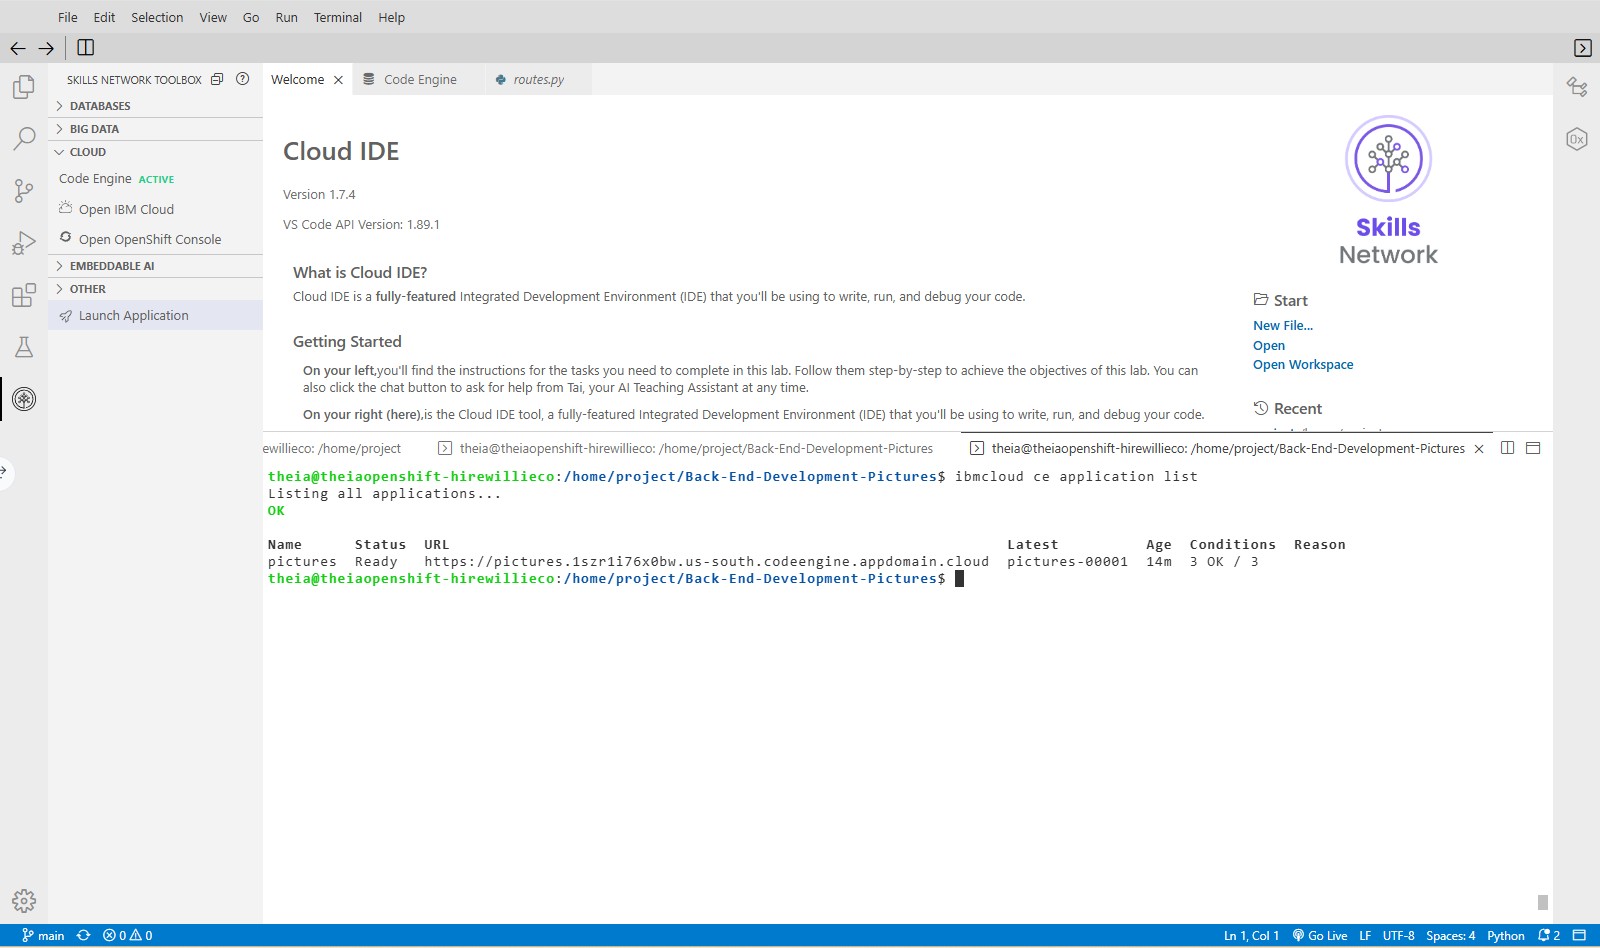 File Edit Selection View Go Run Terminal Help
SKILLS NETWORK TOOLBOX
Welcome Code Engine routes.py
DATABASES
BIG DATA
CLOUD
Code Engine ACTIVE
Open IBM Cloud
Open OpenShift Console
EMBEDDABLE AI
OTHER
Launch Application
Cloud IDE
Version 1.7.4
VS Code API Version: 1.89.1
What is Cloud IDE?
Cloud IDE is a fully-featured Integrated Development Environment (IDE) that you'll be using to write, run, and debug your code.
Getting Started
On your left,you'll find the instructions for the tasks you need to complete in this lab. Follow them step-by-step to achieve the objectives of this lab. You can
also click the chat button to ask for help from Tai, your AI Teaching Assistant at any time.
On your right (here),is the Cloud IDE tool, a fully-featured Integrated Development Environment (IDE) that you'll be using to write, run, and debug your code.
Skills
Network
Start
New File...
Open
Open Workspace
Recent
0x
ewillieco: /home/project theia@theiaopenshift-hirewillieco: /home/project/Back-End-Development-Pictures theia@theiaopenshift-hirewillieco: /home/project/Back-End-Development-Pictures
theia@theiaopenshift-hirewillieco:/home/project/Back-End-Development-Pictures$ ibmcloud ce application list
Listing all applications...
OK
Name Status URL Latest Age Conditions Reason
pictures Ready https://pictures.1szr1i76x0bw.us-south.codeengine.appdomain.cloud pictures-00001 14m 3 OK / 3
theia@theiaopenshift-hirewillieco:/home/project/Back-End-Development-Pictures$
main 0 0 Ln 1, Col 1 Go Live LF UTF-8 Spaces: 4 Python 2